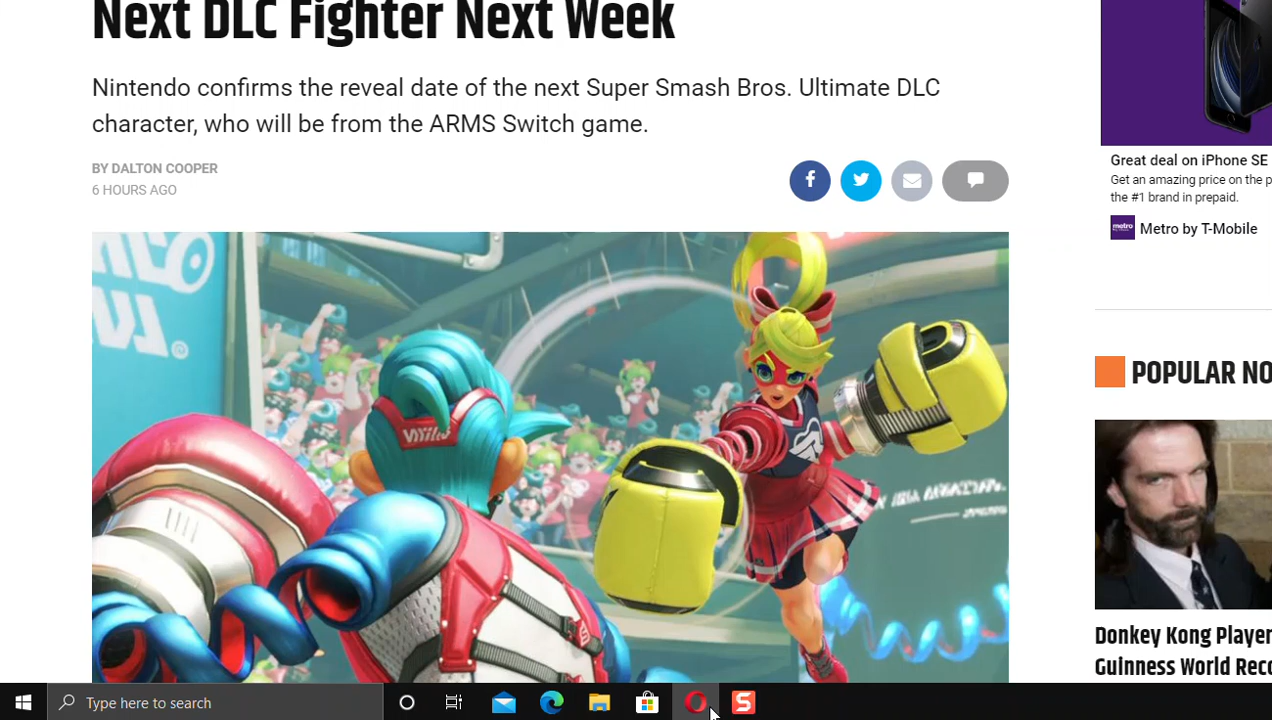 Next DLC Fighter Next Week
Nintendo confirms the reveal date of the next Super Smash Bros. Ultimate DLC
character, who will be from the ARMS Switch game.
BY DALTON COOPER
6 HOURS AGO
Great deal on iPhone SE
Get an amazing price on the p
the #1 brand in prepaid.
metro
Metro by T-Mobile
POPULAR NO
Donkey Kong Player
Guinness World Reco
Type here to search